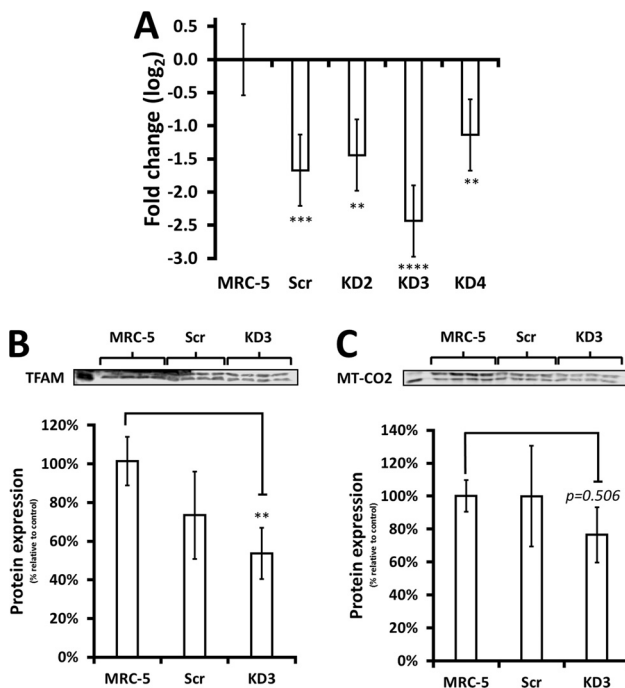 A
Fold change (log2)
0.0
-0.5
-1.0
-1.5
-2.0
-2.5
-3.0
***
**
****
**
MRC-5 Scr KD2 KD3 KD4
B
MRC-5 Scr KD3
TFAM
Protein expression
(% relative to control)
120%
100%
80%
60%
40%
20%
0%
**
MRC-5 Scr KD3
C
MRC-5 Scr KD3
MT-CO2
Protein expression
(% relative to control)
140%
120%
100%
80%
60%
40%
20%
0%
p=0.506
MRC-5 Scr KD3